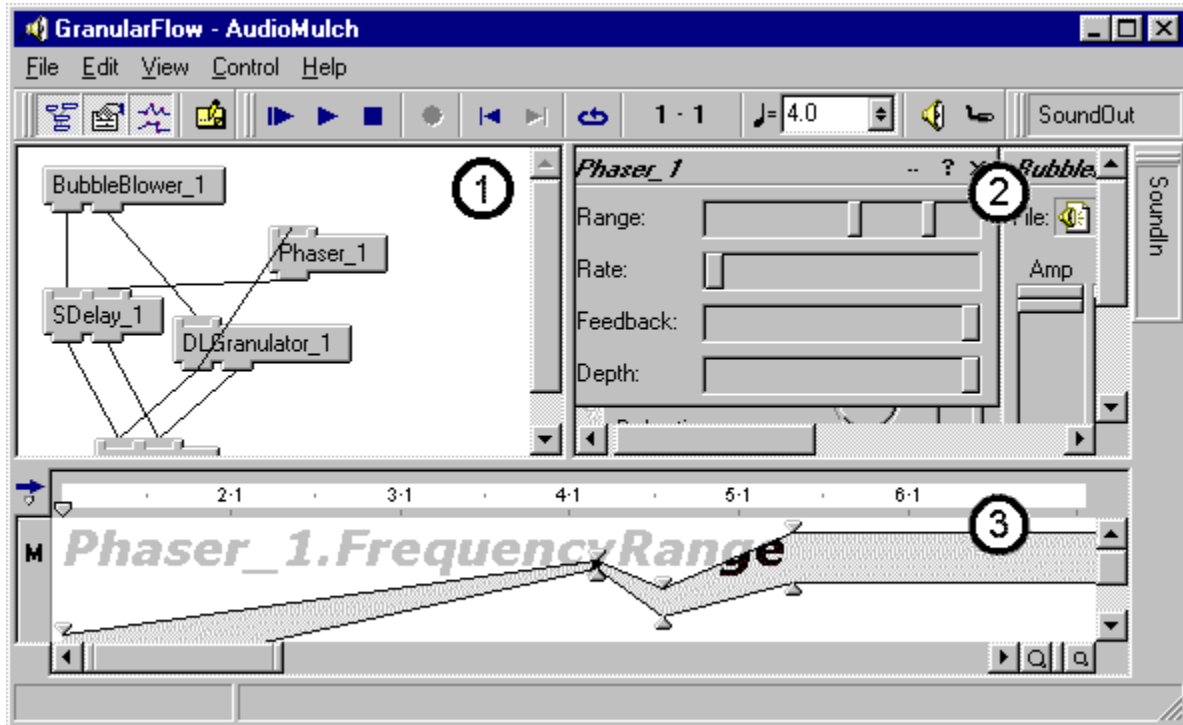 GranularFlow - AudioMulch
File Edit View Control Help
1 · 1
=4.0
SoundOut
BubbleBlower_1
Phaser_1
SDelay_1
DLGranulator_1
1
Phaser_1
?
Range:
Rate:
Feedback:
Depth:
2
File:
Amp
SoundIn
2·1 3·1 4·1 5·1 6·1
M
Phaser_1.FrequencyRange
3